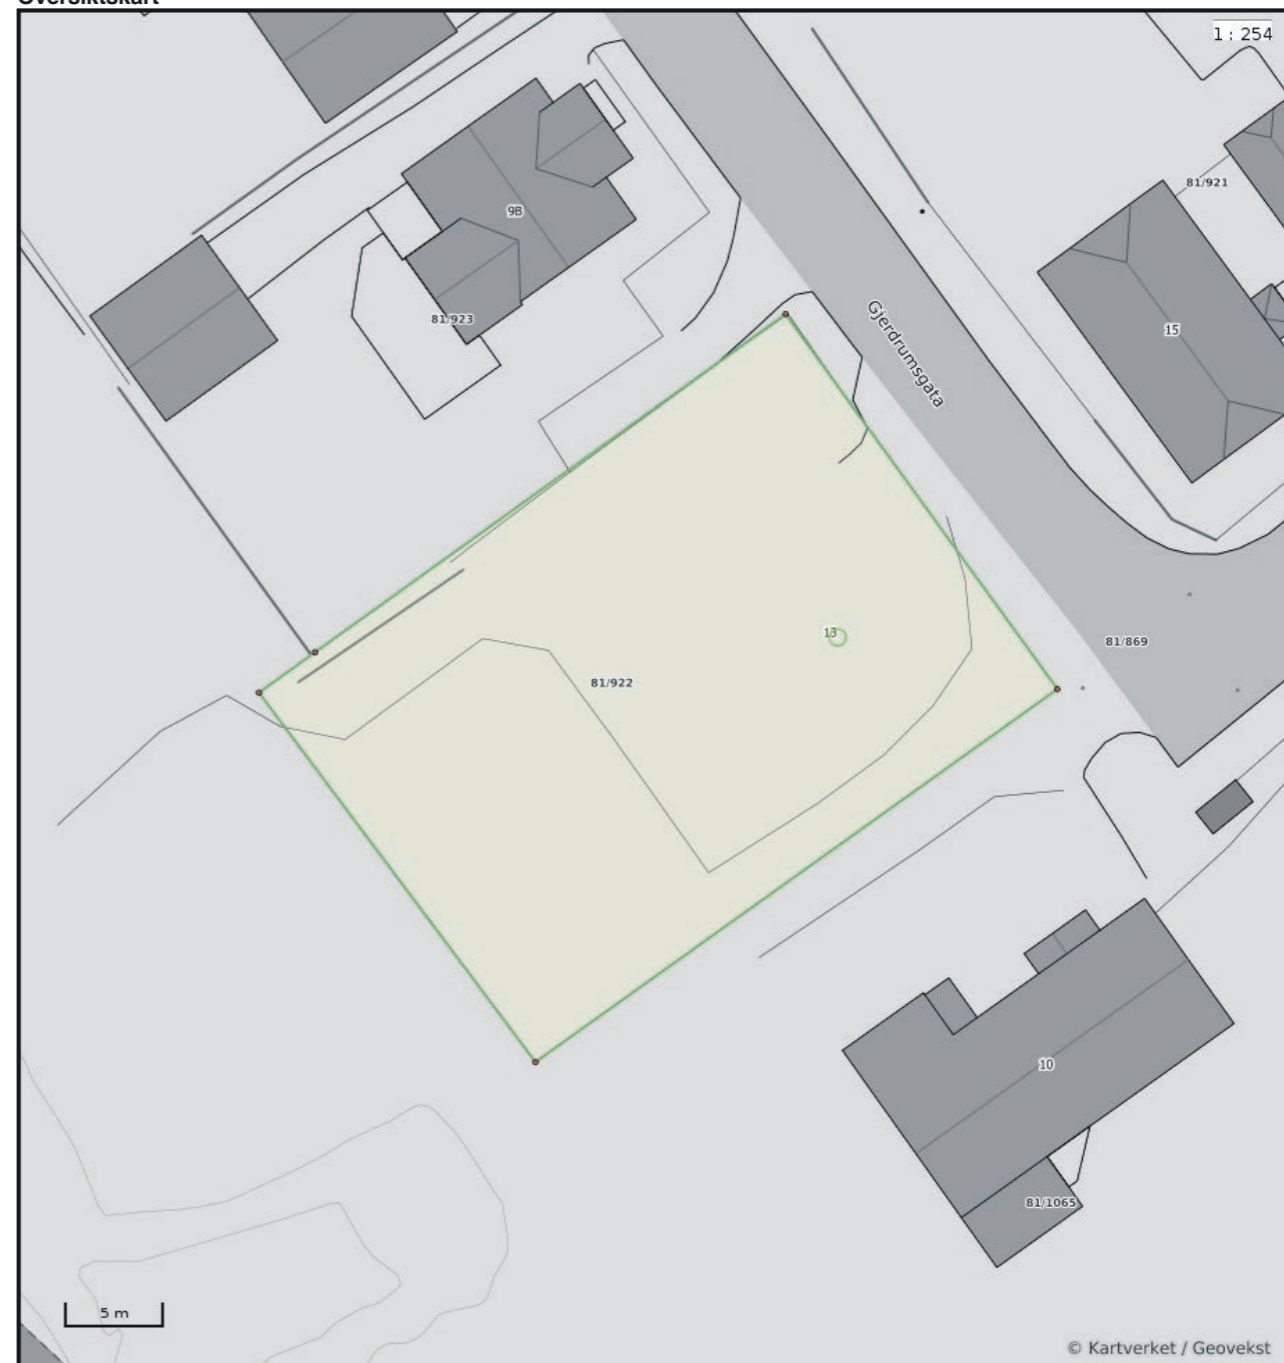 Oversiktskart
1 : 254
81/921
9B
81/923
15
Gjerdrumsgata
13
81/869
81/922
10
81/1065
5 m
© Kartverket / Geovekst